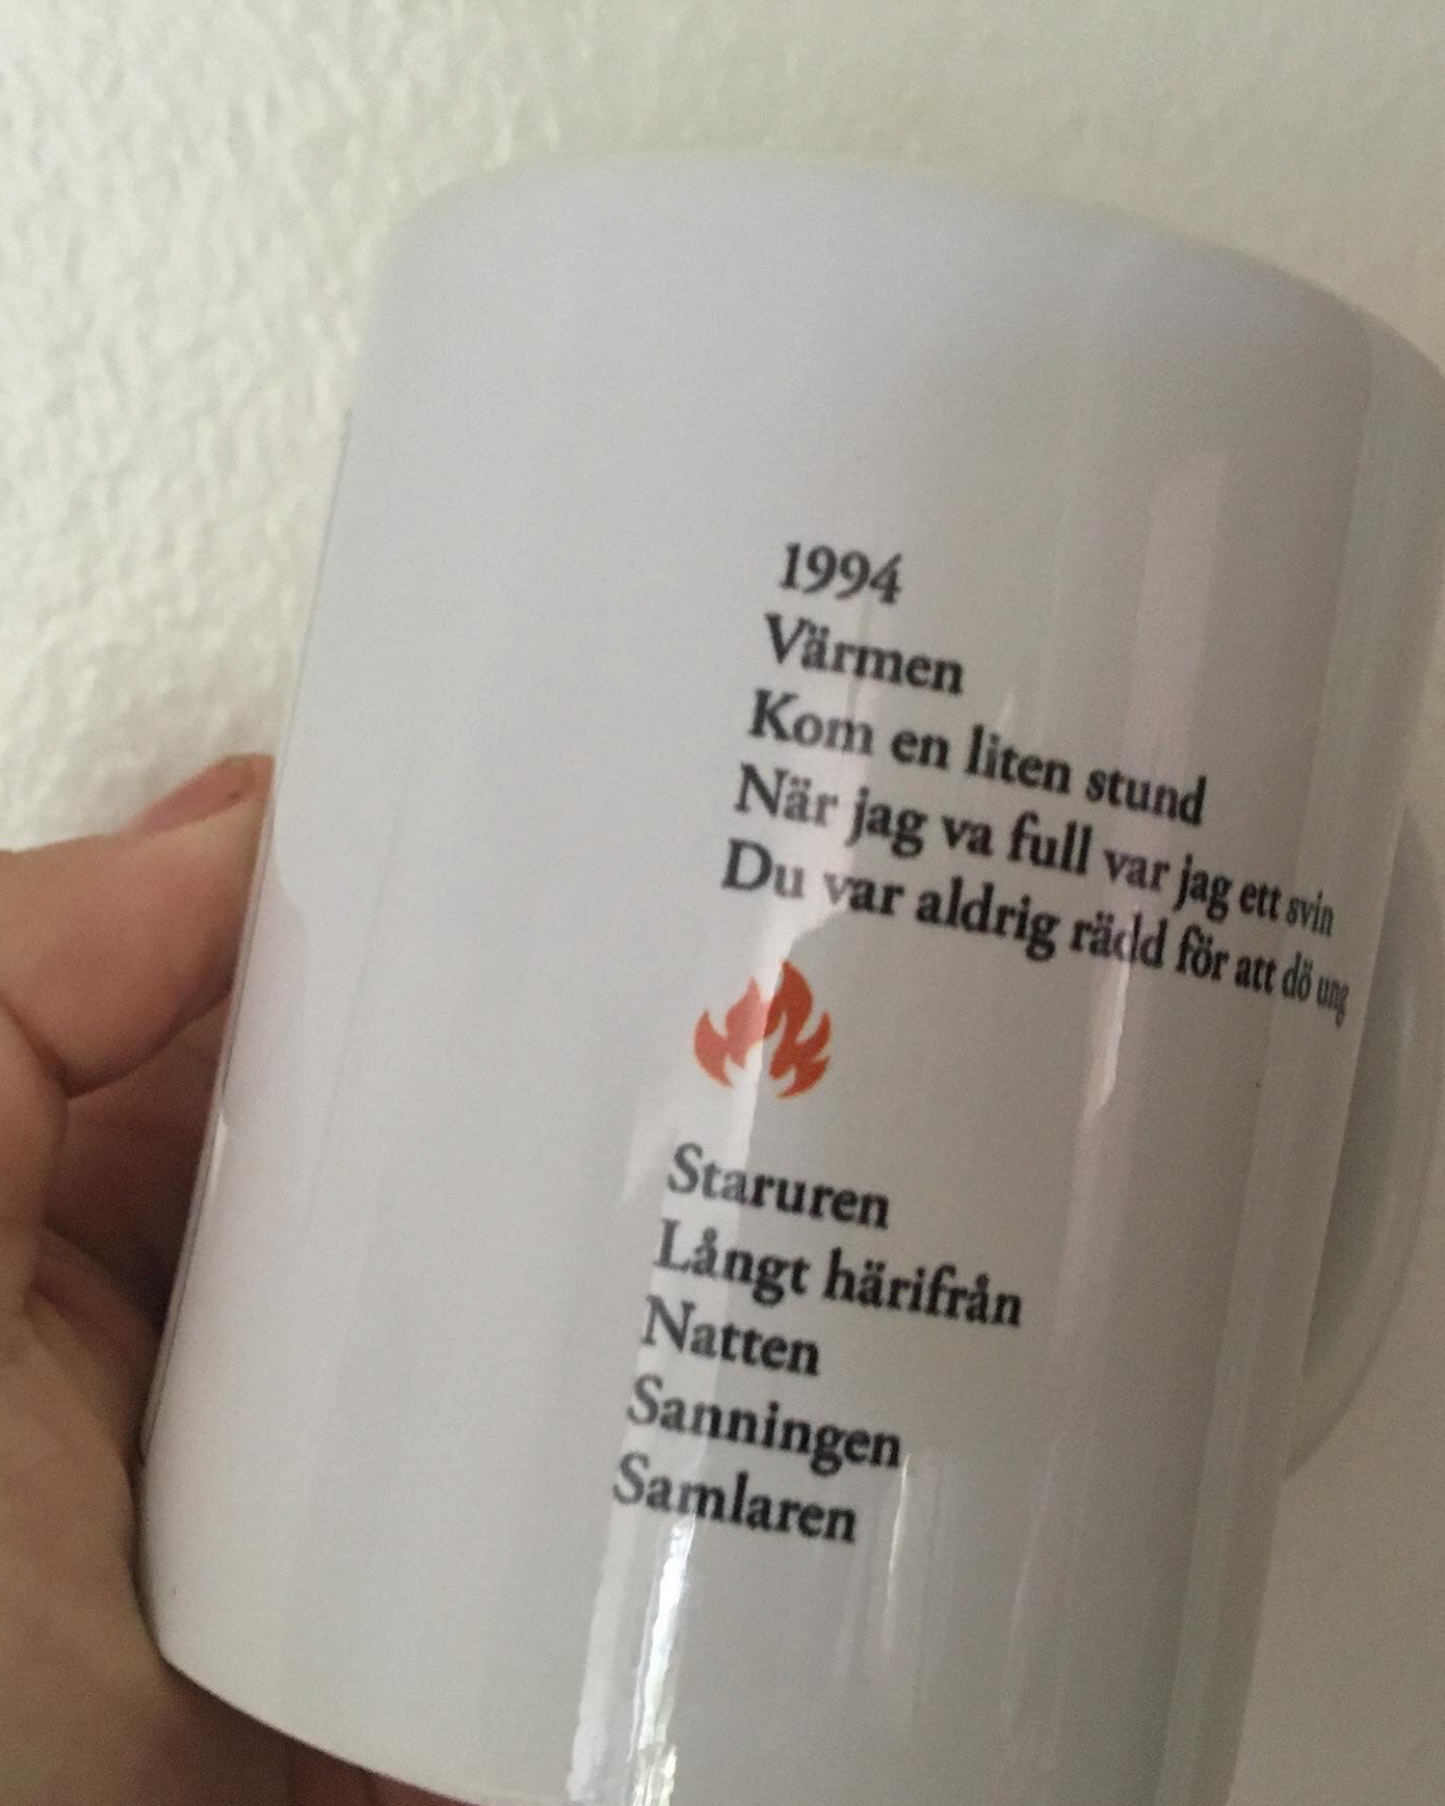 1994
Värmen
Kom en liten stund
När jag va full var jag ett svin
Du var aldrig rädd för att dö ung
Staruren
Långt härifrån
Natten
Sanningen
Samlaren